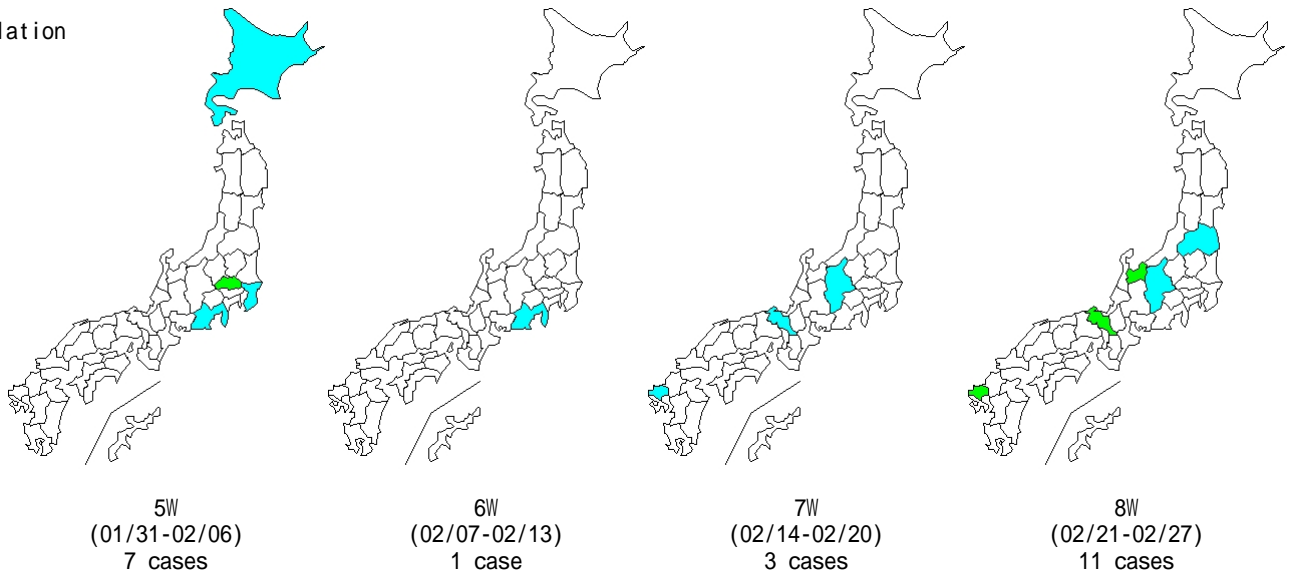 lation
5W
(01/31-02/06)
7 cases
6W
(02/07-02/13)
1 case
7W
(02/14-02/20)
3 cases
8W
(02/21-02/27)
11 cases